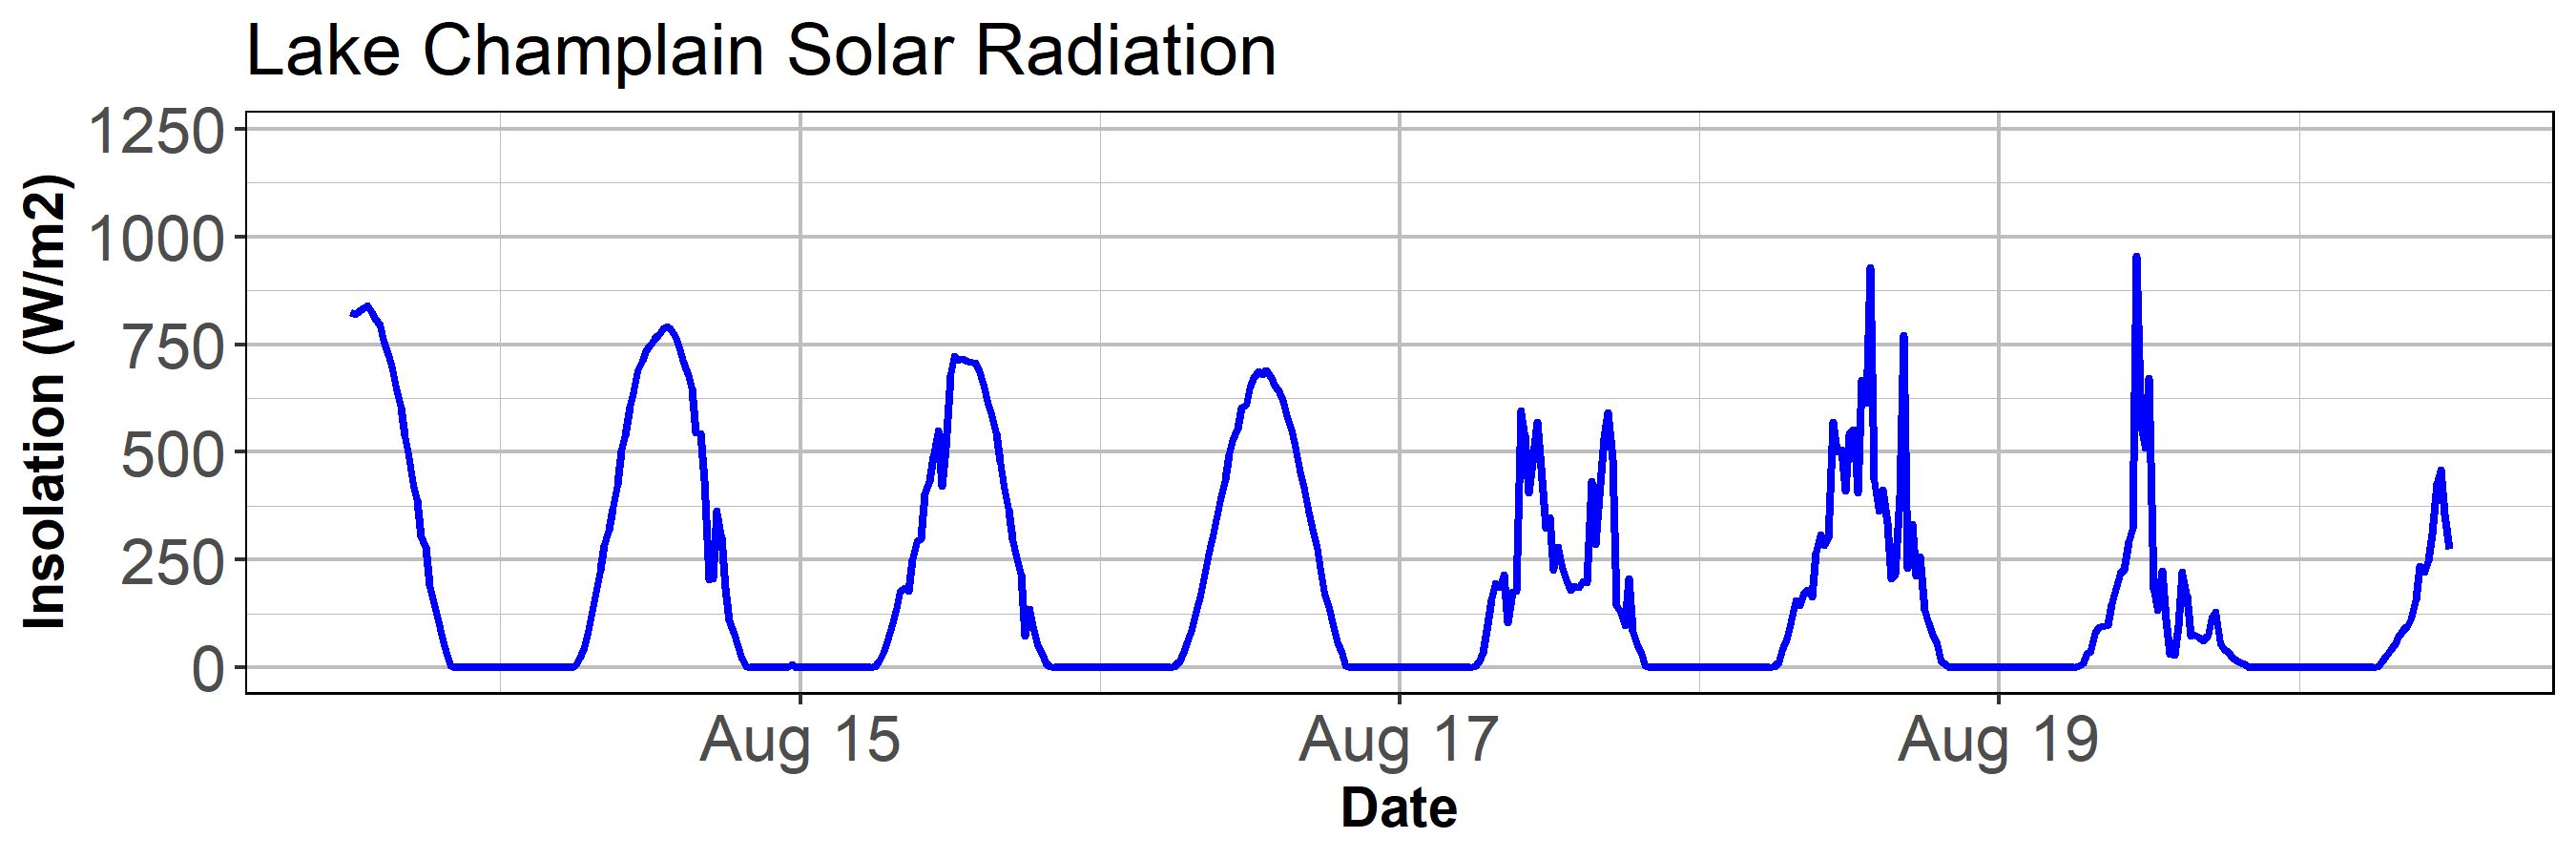 Lake Champlain Solar Radiation
1250
1000
750
500
250
0
Insolation (W/m2)
Aug 15
Aug 17
Aug 19
Date